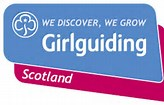 WE DISCOVER, WE GROW
Girlguiding
Scotland